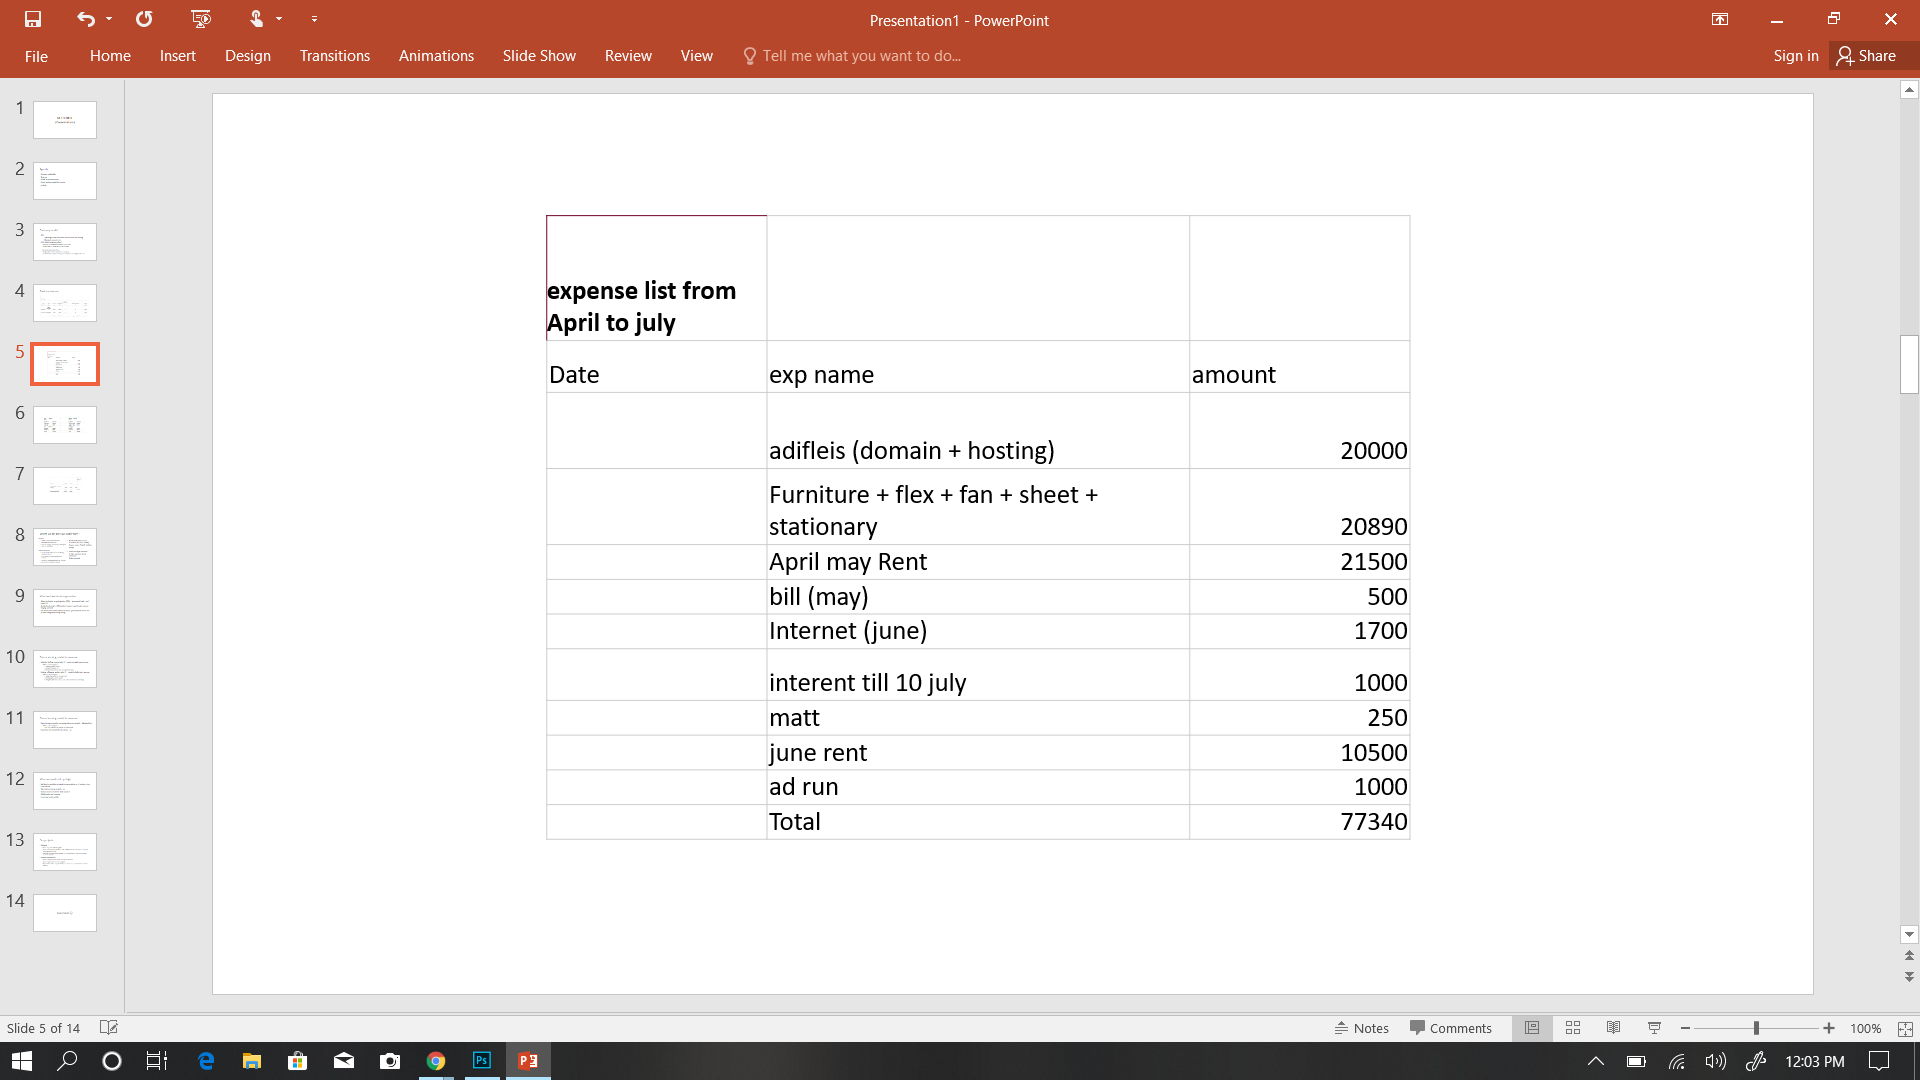 Presentation1 - PowerPoint
File Home Insert Design Transitions Animations Slide Show Review View Tell me what you want to do... Sign in Share
1
2
3
4
5
6
7
8
9
10
11
12
13
14
expense list from
April to july
Date exp name amount
adifleis (domain + hosting) 20000
Furniture + flex + fan + sheet +
stationary 20890
April may Rent 21500
bill (may) 500
Internet (june) 1700
interent till 10 july 1000
matt 250
june rent 10500
ad run 1000
Total 77340
Slide 5 of 14 Notes Comments 100%
Ps
12:03 PM